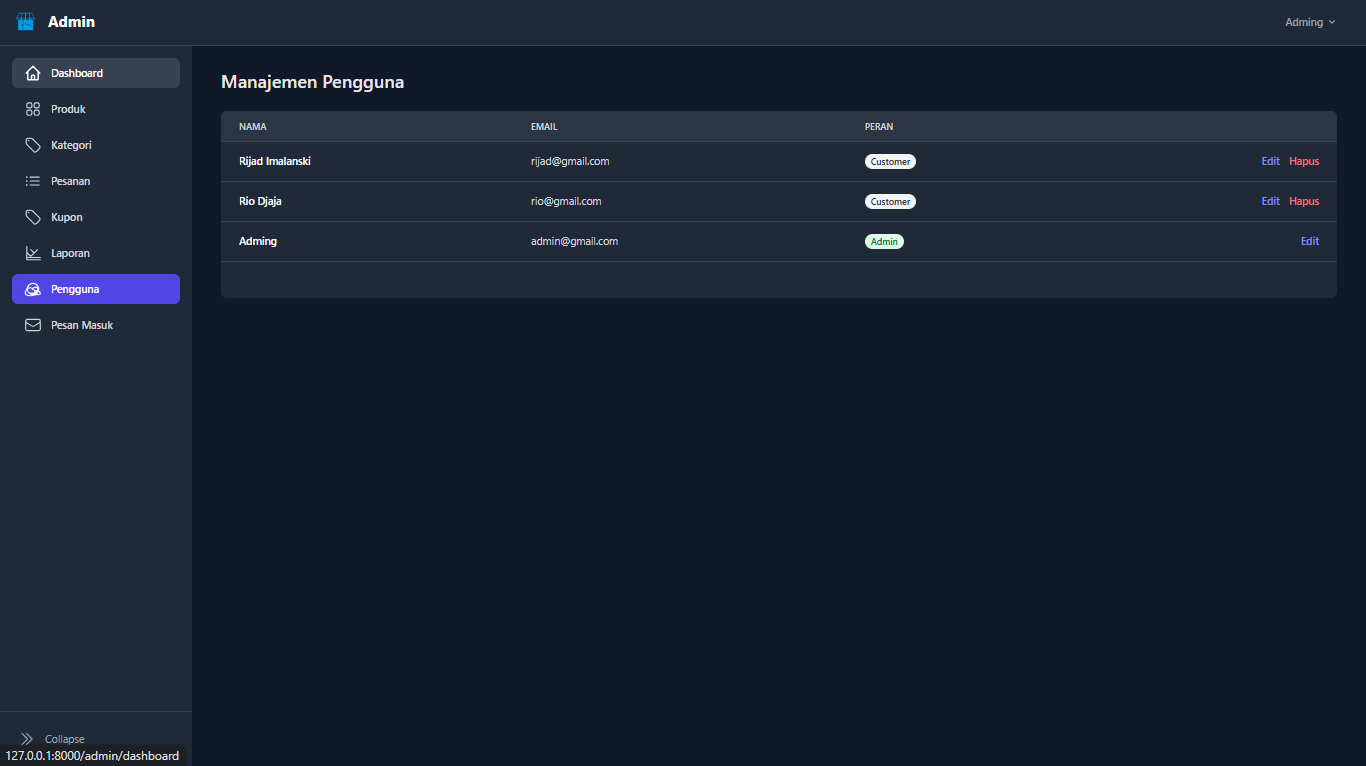 Admin
Adming
Dashboard
Produk
Kategori
Pesanan
Kupon
Laporan
Pengguna
Pesan Masuk
Collapse
127.0.0.1:8000/admin/dashboard
Manajemen Pengguna
NAMA EMAIL PERAN
Rijad Imalanski rijad@gmail.com Customer Edit Hapus
Rio Djaja rio@gmail.com Customer Edit Hapus
Adming admin@gmail.com Admin Edit